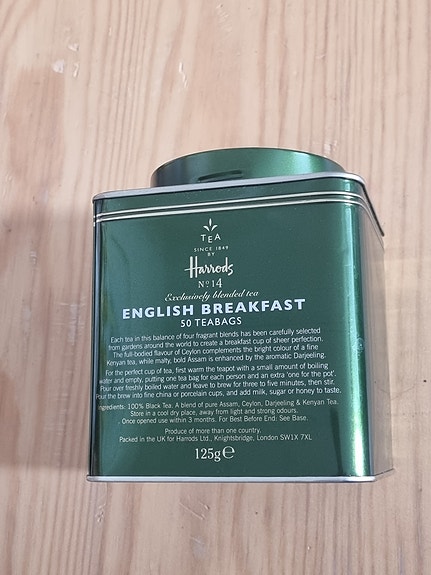 TEA
SINCE 1849
BY
Harrods
Nº14
Exclusively blended tea
ENGLISH BREAKFAST
50 TEABAGS
Each tea in this balance of four fragrant blends has been carefully selected
from gardens around the world to create a breakfast cup of sheer perfection.
The full-bodied flavour of Ceylon complements the bright colour of a fine
Kenyan tea, while malty, bold Assam is enhanced by the aromatic Darjeeling.
For the perfect cup of tea, first warm the teapot with a small amount of boiling
water and empty, putting one tea bag for each person and an extra 'one for the pot'.
Pour over freshly boiled water and leave to brew for three to five minutes, then stir.
Pour the brew into fine china or porcelain cups, and add milk, sugar or honey to taste.
Ingredients: 100% Black Tea. A blend of pure Assam, Ceylon, Darjeeling & Kenyan Tea.
Store in a cool dry place, away from light and strong odours.
Once opened use within 3 months. For Best Before End: See Base.
Produce of more than one country.
Packed in the UK for Harrods Ltd., Knightsbridge, London SW1X 7XL
125g℮